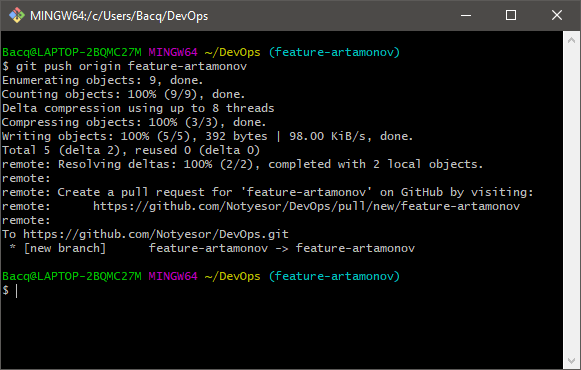 MINGW64:/c/Users/Bacq/DevOps
Bacq@LAPTOP-2BQMC27M MINGW64 ~/DevOps (feature-artamonov)
$ git push origin feature-artamonov
Enumerating objects: 9, done.
Counting objects: 100% (9/9), done.
Delta compression using up to 8 threads
Compressing objects: 100% (3/3), done.
Writing objects: 100% (5/5), 392 bytes | 98.00 KiB/s, done.
Total 5 (delta 2), reused 0 (delta 0)
remote: Resolving deltas: 100% (2/2), completed with 2 local objects.
remote:
remote: Create a pull request for 'feature-artamonov' on GitHub by visiting:
remote:      https://github.com/Notyesor/DevOps/pull/new/feature-artamonov
remote:
To https://github.com/Notyesor/DevOps.git
 * [new branch]      feature-artamonov -> feature-artamonov
Bacq@LAPTOP-2BQMC27M MINGW64 ~/DevOps (feature-artamonov)
$